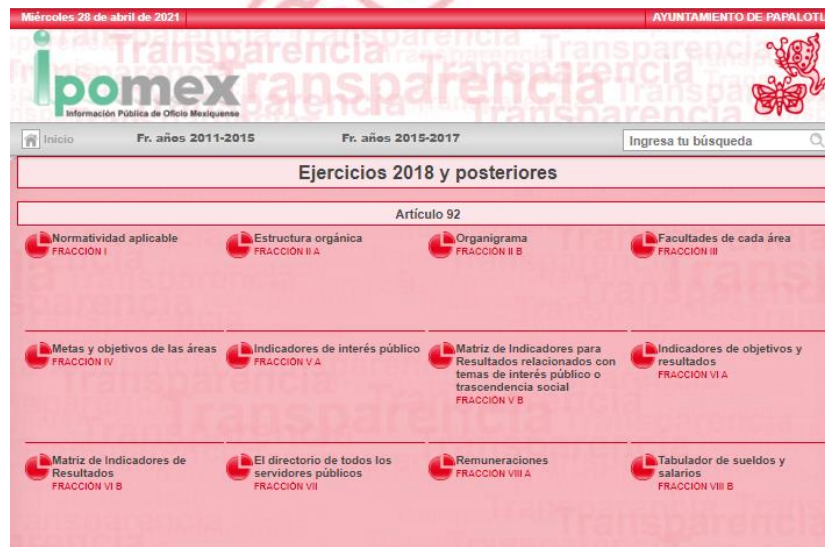 Miércoles 28 de abril de 2021
AYUNTAMIENTO DE PAPALOTL
ipomex
Información Pública de Oficio Mexiquense
Inicio
Fr. años 2011-2015
Fr. años 2015-2017
Ingresa tu búsqueda
Ejercicios 2018 y posteriores
Artículo 92
Normatividad aplicable
FRACCIÓN I
Estructura orgánica
FRACCIÓN II A
Organigrama
FRACCIÓN II B
Facultades de cada área
FRACCIÓN III
Metas y objetivos de las áreas
FRACCIÓN IV
Indicadores de interés público
FRACCIÓN V A
Matriz de Indicadores para
Resultados relacionados con
temas de interés público o
trascendencia social
FRACCIÓN V B
Indicadores de objetivos y
resultados
FRACCIÓN VI A
Matriz de Indicadores de
Resultados
FRACCIÓN VI B
El directorio de todos los
servidores públicos
FRACCIÓN VII
Remuneraciones
FRACCIÓN VIII A
Tabulador de sueldos y
salarios
FRACCIÓN VIII B